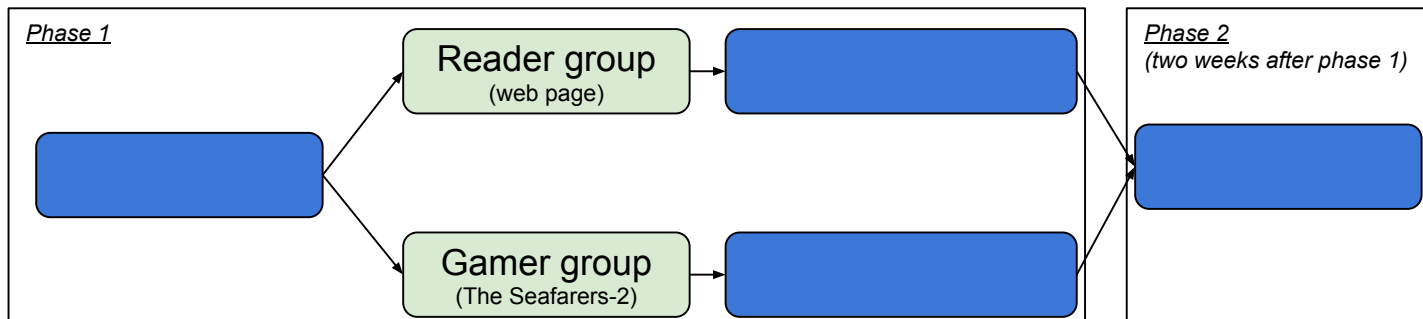 Phase 1
Reader group
(web page)
Gamer group
(The Seafarers-2)
Phase 2
(two weeks after phase 1)